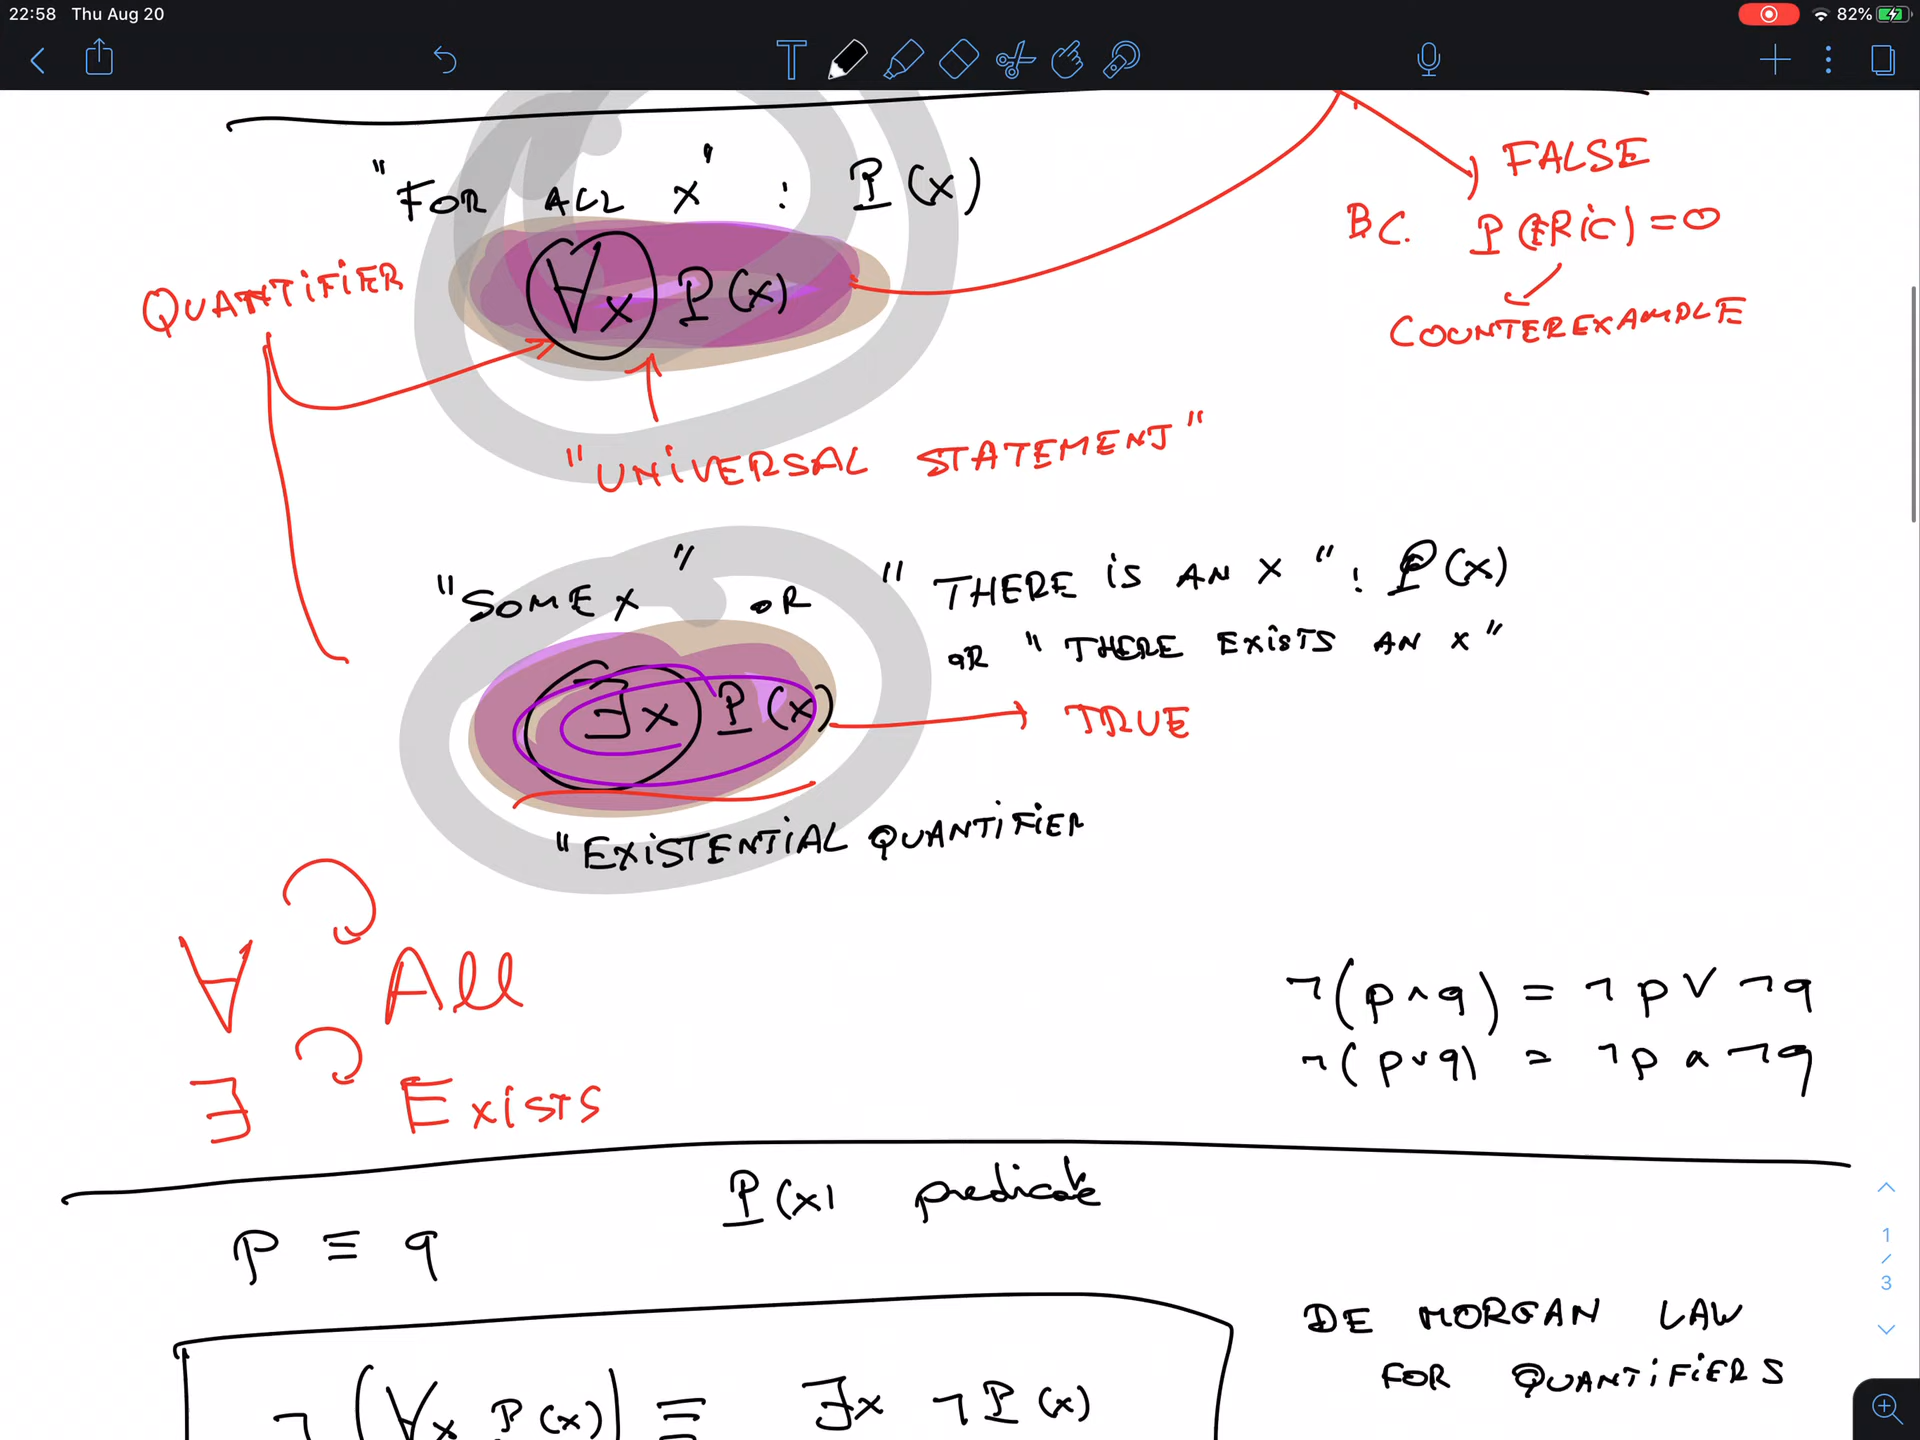 22:58 Thu Aug 20
82%
"FOR ALL X" : P(x)
FALSE
B.C. P(ERIC) = 0
COUNTEREXAMPLE
QUANTIFIER
∀x P(x)
"UNIVERSAL STATEMENT"
"SOME X" OR "THERE IS AN X" : P(x)
OR "THERE EXISTS AN X"
∃x P(x)
TRUE
"EXISTENTIAL QUANTIFIER
∀ All
∃ Exists
¬(p ∧ q) = ¬p ∨ ¬q
¬(p ∨ q) = ¬p ∧ ¬q
P(x) predicate
P ≡ q
1
/
3
DE MORGAN LAW
FOR QUANTIFIERS
¬(∀x P(x)) ≡ ∃x ¬P(x)